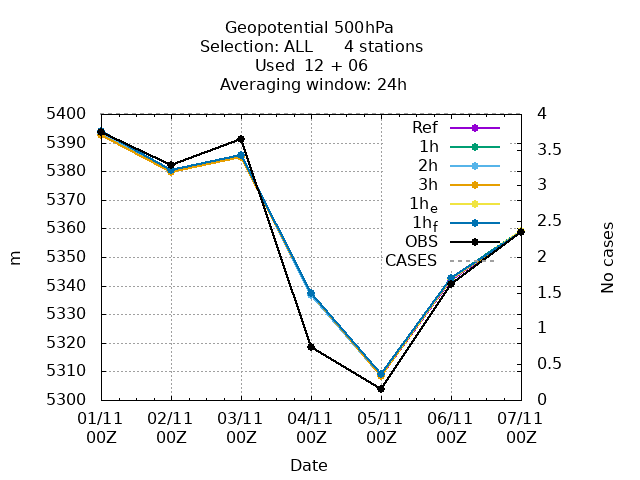 Geopotential 500hPa
Selection: ALL 4 stations
Used 12 + 06
Averaging window: 24h
5400
5390
5380
5370
5360
5350
5340
5330
5320
5310
5300
m
4
3.5
3
2.5
2
1.5
1
0.5
0
No cases
Ref
1h
2h
3h
1he
1hf
OBS
CASES
01/11 02/11 03/11 04/11 05/11 06/11 07/11
00Z 00Z 00Z 00Z 00Z 00Z 00Z
Date